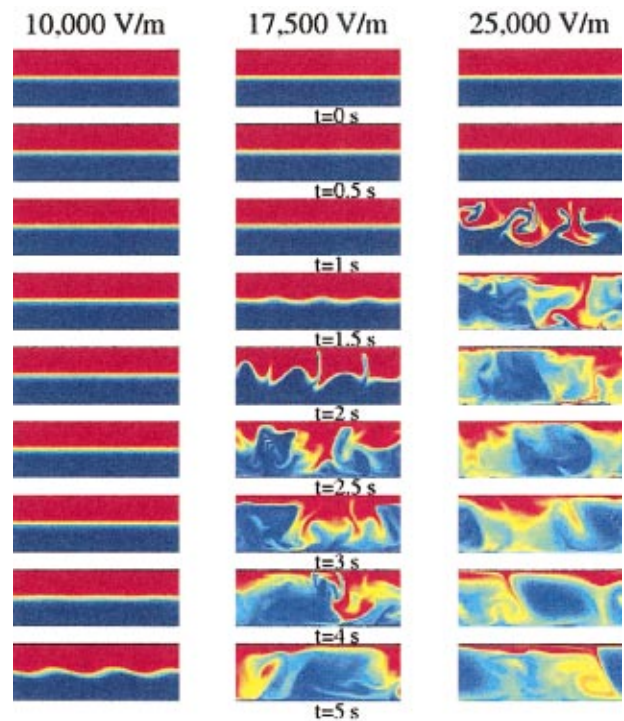 10,000 V/m 17,500 V/m 25,000 V/m
t=0 s
t=0.5 s
t=1 s
t=1.5 s
t=2 s
t=2.5 s
t=3 s
t=4 s
t=5 s